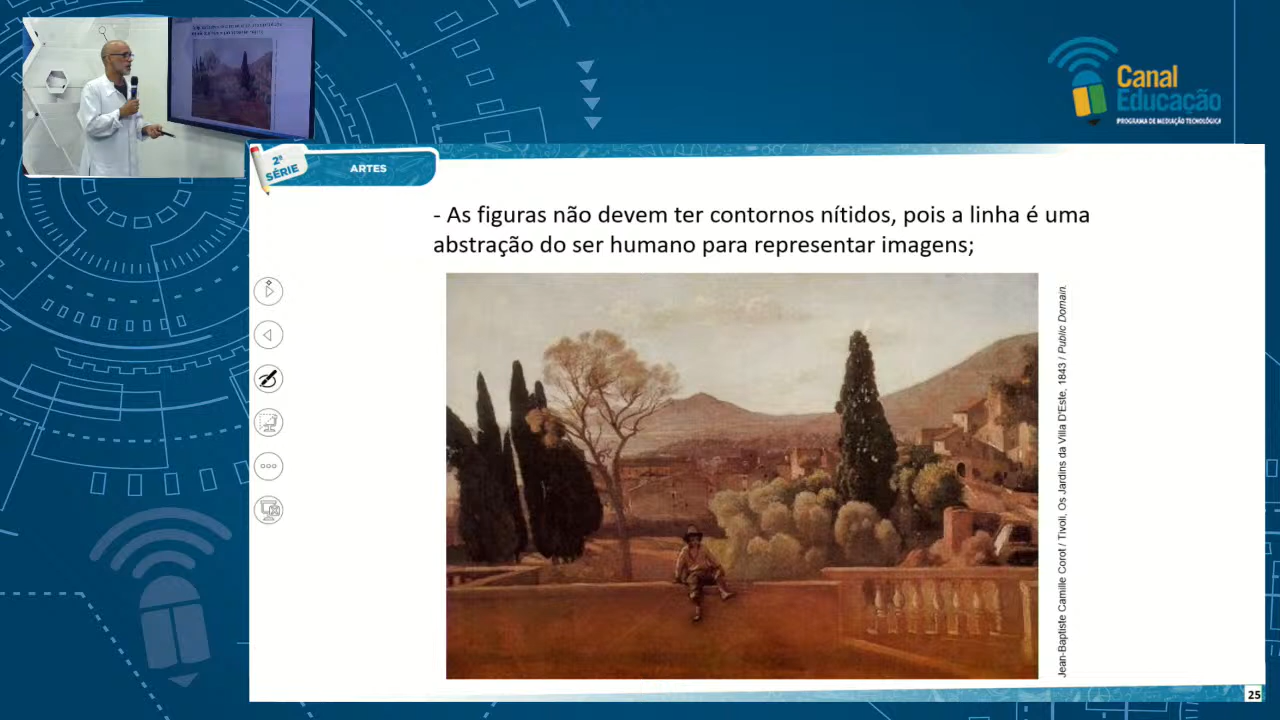 Canal
Educação
PROGRAMA DE MEDIAÇÃO TECNOLÓGICA
2ª
SÉRIE
ARTES
- As figuras não devem ter contornos nítidos, pois a linha é uma
abstração do ser humano para representar imagens;
Jean-Baptiste Camille Corot / Tivoli, Os Jardins da Villa D'Este, 1843 / Public Domain.
25